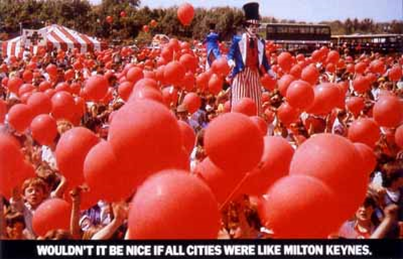 WOULDN'T IT BE NICE IF ALL CITIES WERE LIKE MILTON KEYNES.